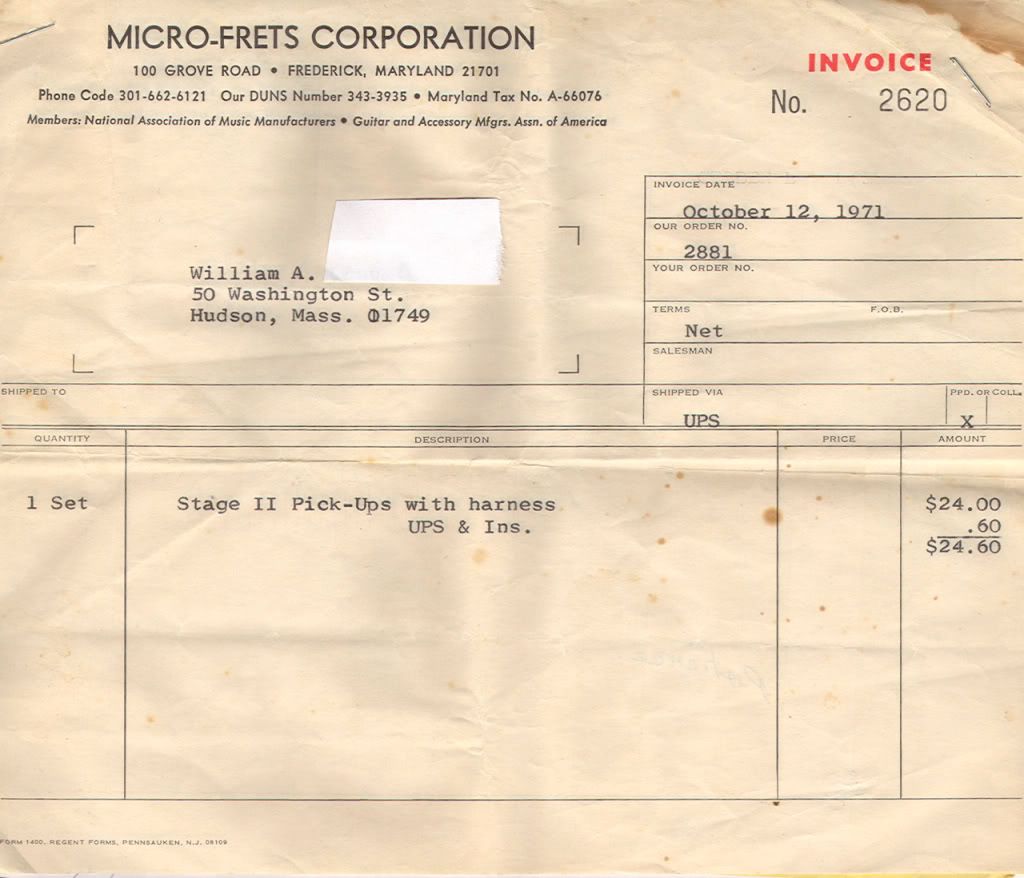 MICRO-FRETS CORPORATION
100 GROVE ROAD • FREDERICK, MARYLAND 21701
Phone Code 301-662-6121 Our DUNS Number 343-3935 • Maryland Tax No. A-66076
Members: National Association of Music Manufacturers • Guitar and Accessory Mfgrs. Assn. of America
INVOICE
No. 2620
INVOICE DATE
October 12, 1971
OUR ORDER NO.
2881
YOUR ORDER NO.
TERMS F.O.B.
Net
SALESMAN
William A.
50 Washington St.
Hudson, Mass. 01749
SHIPPED TO
SHIPPED VIA PPD. OR COLL.
UPS X
QUANTITY DESCRIPTION PRICE AMOUNT
1 Set Stage II Pick-Ups with harness $24.00
UPS & Ins. .60
$24.60
FORM 1400, REGENT FORMS, PENNSAUKEN, N.J. 08109